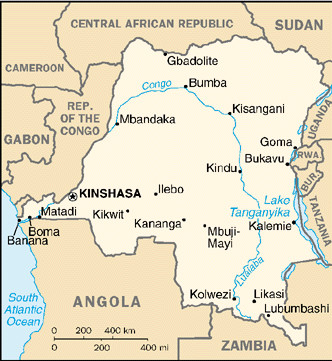 CENTRAL AFRICAN REPUBLIC
SUDAN
CAMEROON
Gbadolite
Congo
Bumba
REP.
OF THE
CONGO
Mbandaka
Kisangani
UGANDA
GABON
Goma
RWA.
Bukavu
Kindu
BUR.
KINSHASA
Ilebo
Lako
Tanganyika
TANZANIA
Matadi
Boma
Banana
Kikwit
Kananga
Mbuji-
Mayi
Kalemie
Lualaba
South
Atlantic
Ocean
ANGOLA
Kolwezi
Likasi
Lubumbashi
0 200 400 km
0 200 400 mi
ZAMBIA